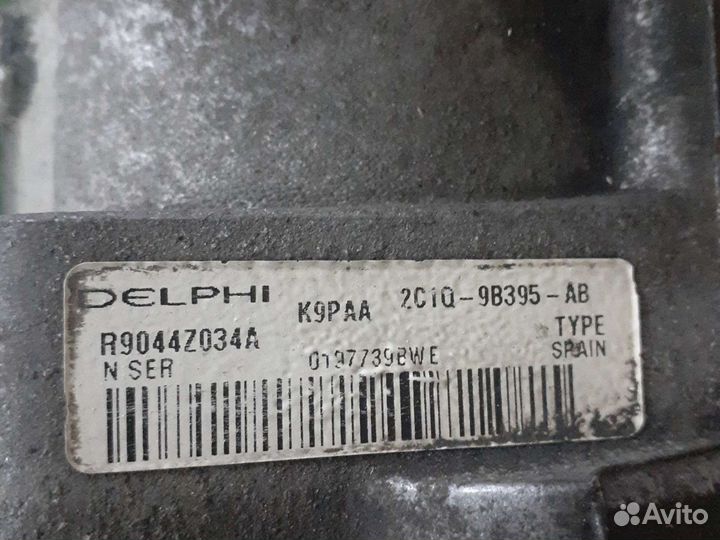 DELPHI K9PAA 2C1Q-9B395-AB
R9044Z034A TYPE
N SER 0197739BWE SPAIN
Avito